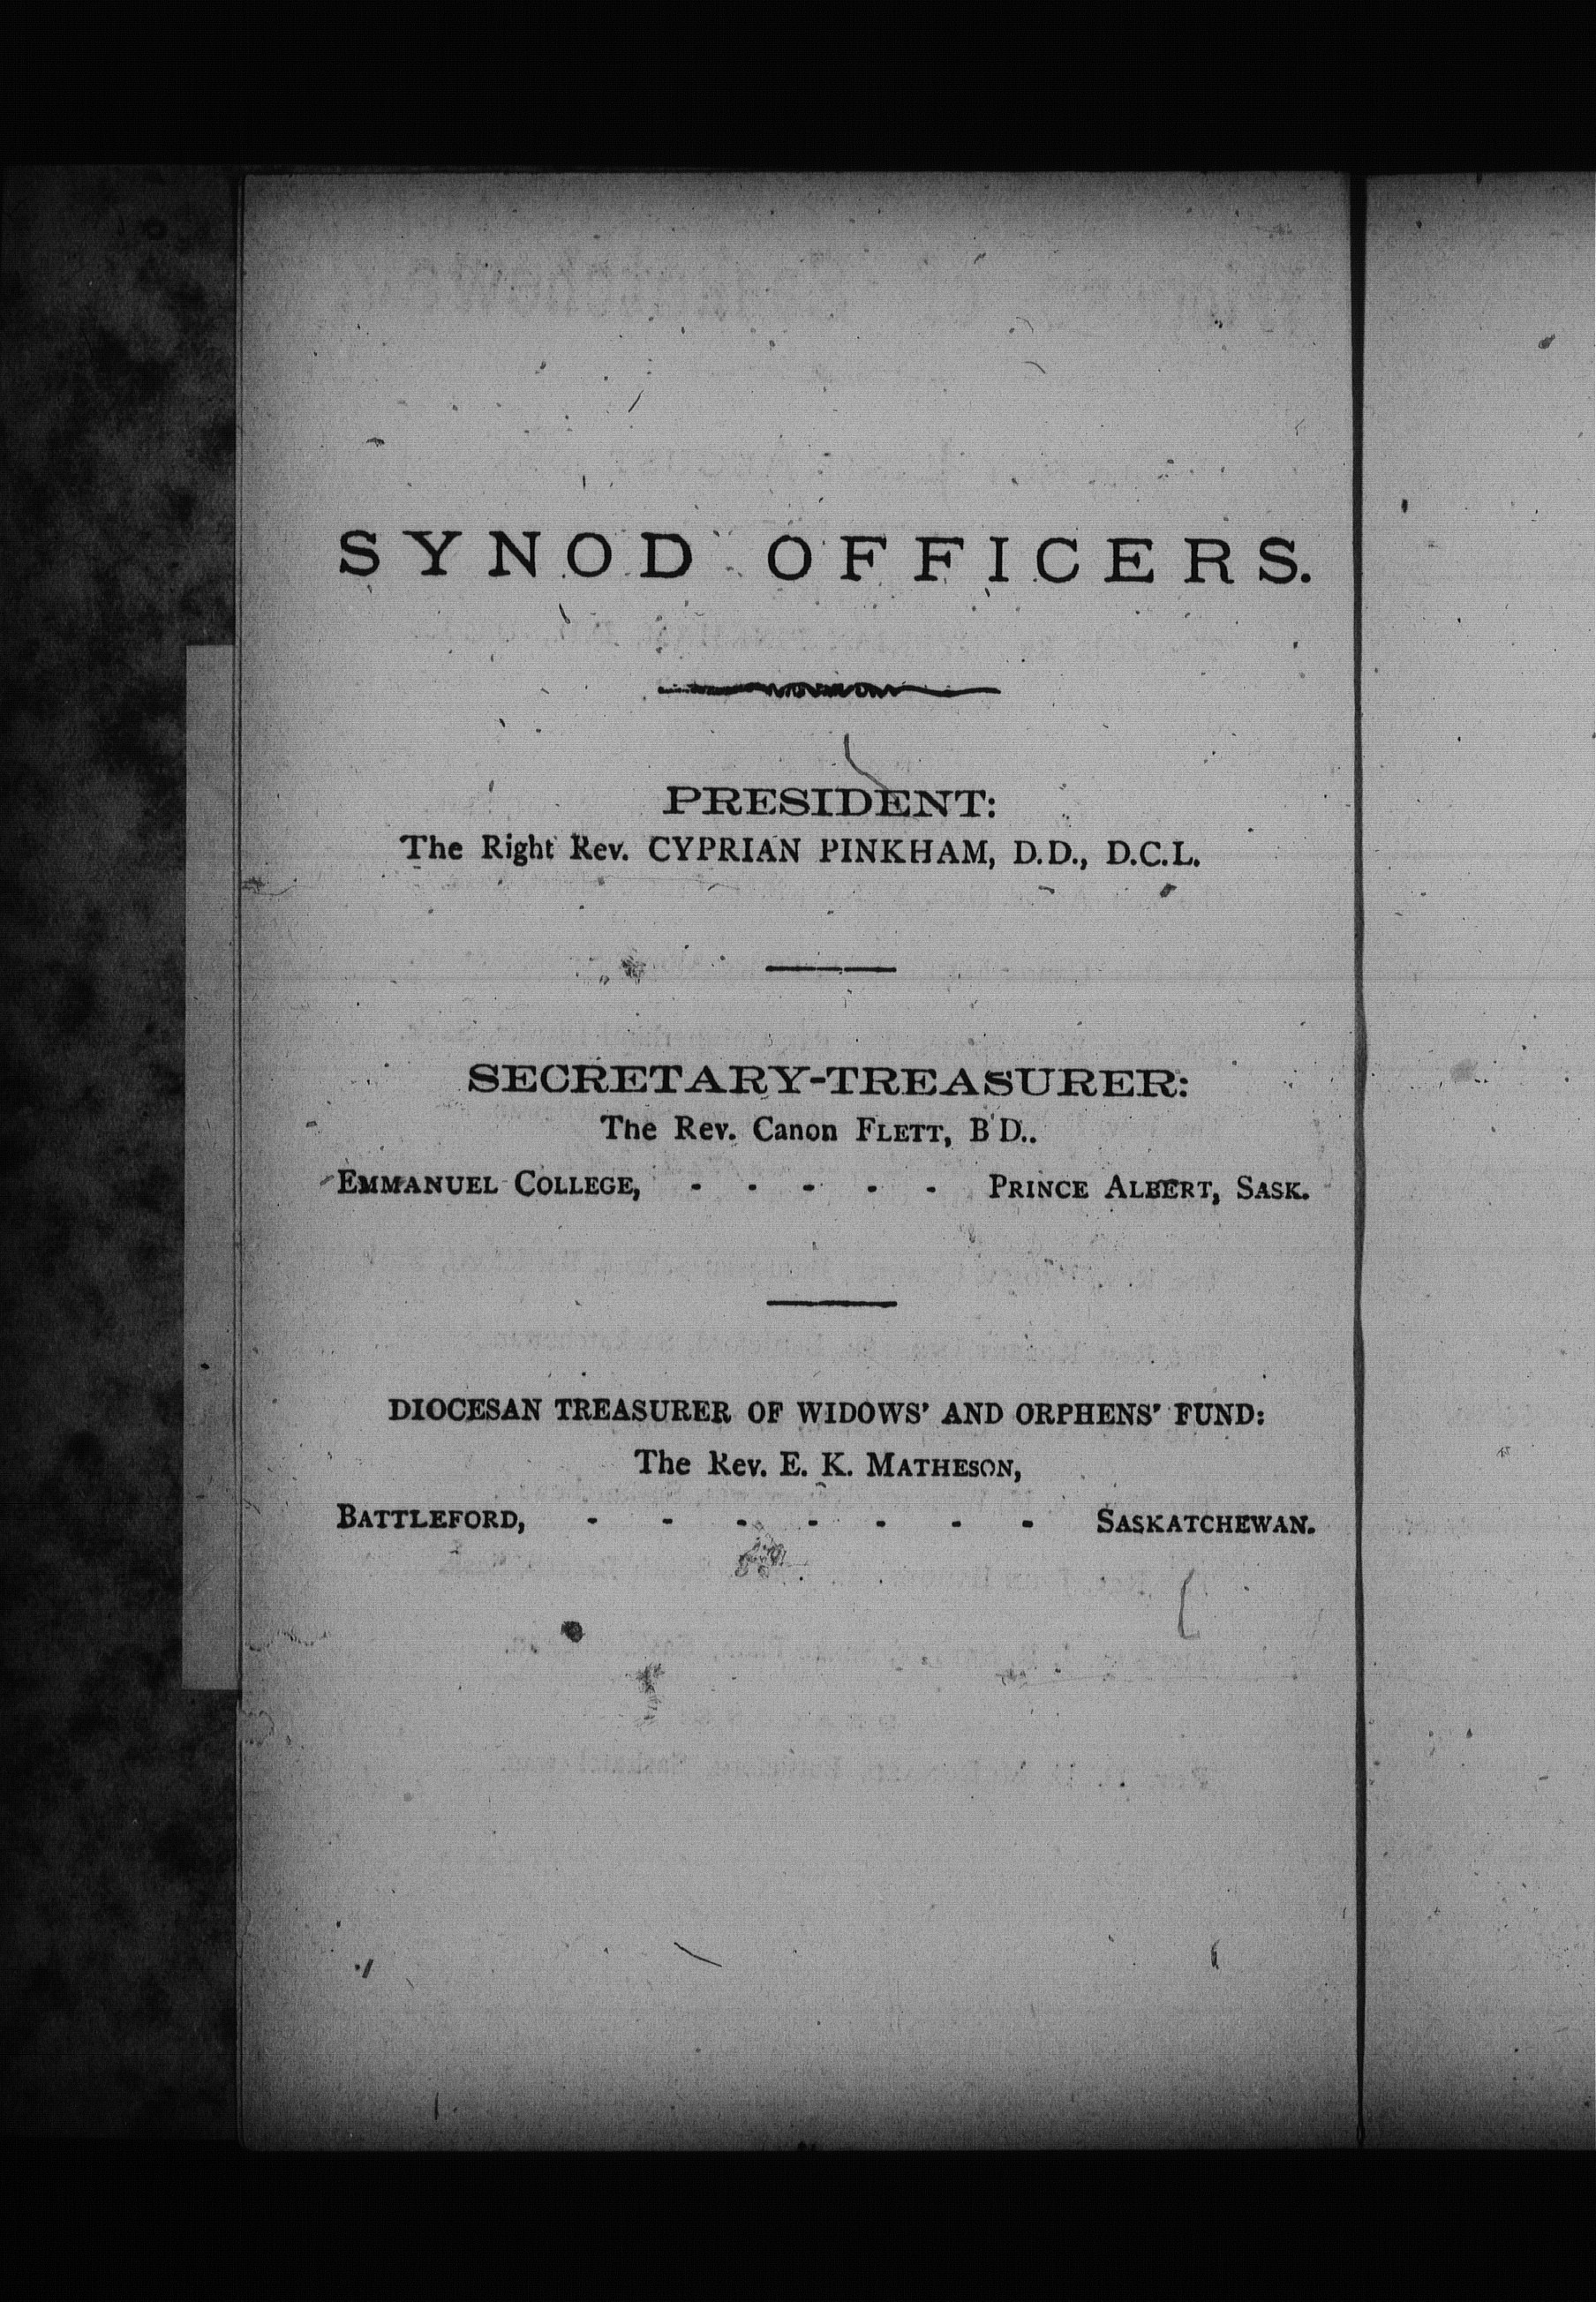 SYNOD OFFICERS.
PRESIDENT:
The Right Rev. CYPRIAN PINKHAM, D.D., D.C.L.
SECRETARY-TREASURER:
The Rev. Canon FLETT, B'D..
EMMANUEL COLLEGE, - - - - - PRINCE ALBERT, SASK.
DIOCESAN TREASURER OF WIDOWS' AND ORPHENS' FUND:
The Rev. E. K. MATHESON,
BATTLEFORD, - - - - - - - SASKATCHEWAN.